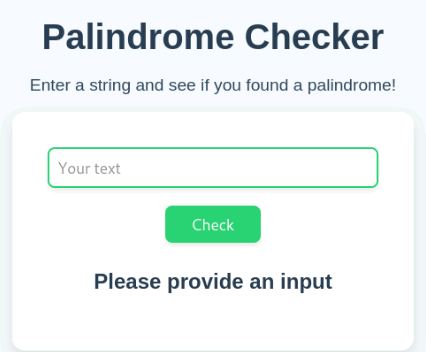 Palindrome Checker
Enter a string and see if you found a palindrome!
Your text
Check
Please provide an input